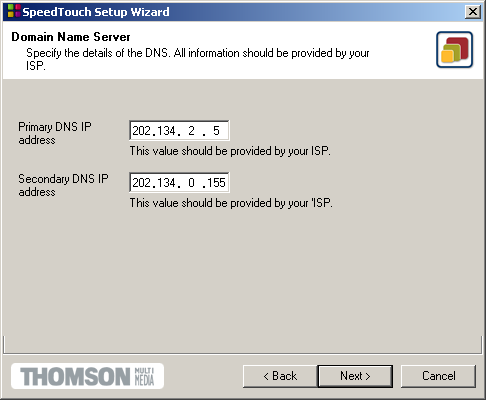 SpeedTouch Setup Wizard
Domain Name Server
Specify the details of the DNS. All information should be provided by your
ISP.
Primary DNS IP
address
202.134. 2 . 5
This value should be provided by your ISP.
Secondary DNS IP
address
202.134. 0 .155
This value should be provided by your 'ISP.
THOMSON MULTI
MEDIA
< Back
Next >
Cancel